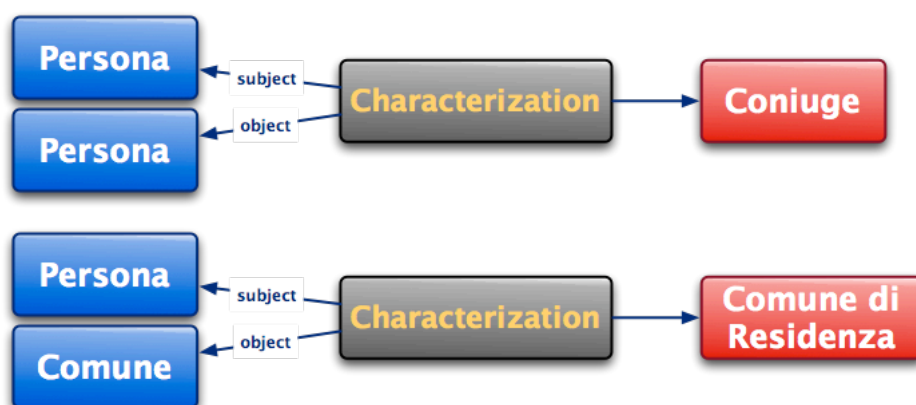 Persona
subject
Characterization
Coniuge
object
Persona
Persona
subject
Characterization
Comune di
Residenza
object
Comune